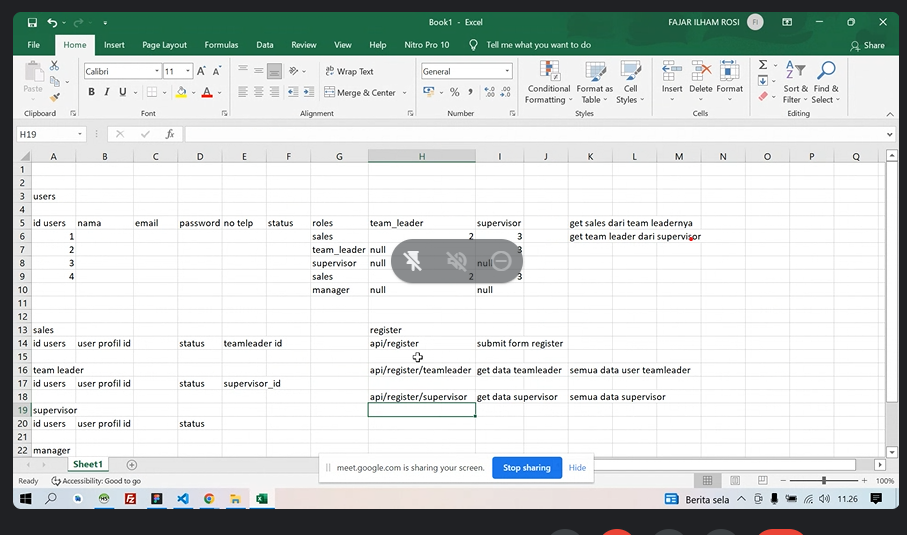 Book1 - Excel
FAJAR ILHAM ROSI
FI
File Home Insert Page Layout Formulas Data Review View Help Nitro Pro 10 Tell me what you want to do Share
Paste
Calibri 11
Wrap Text
General
Merge & Center
Conditional Formatting
Format as Table
Cell Styles
Insert Delete Format
Sort & Filter
Find & Select
Clipboard Font Alignment Number Styles Cells Editing
H19 fx
A B C D E F G H I J K L M N O P Q
1
2
3 users
4
5 id users nama email password no telp status roles team_leader supervisor get sales dari team leadernya
6 1 sales 2 3 get team leader dari supervisor
7 2 team_leader null 3
8 3 supervisor null null
9 4 sales 2 3
10 manager null null
11
12
13 sales register
14 id users user profil id status teamleader id api/register submit form register
15
16 team leader api/register/teamleader get data teamleader semua data user teamleader
17 id users user profil id status supervisor_id
18 api/register/supervisor get data supervisor semua data supervisor
19 supervisor
20 id users user profil id status
21
22 manager
Sheet1
meet.google.com is sharing your screen. Stop sharing Hide
Ready Accessibility: Good to go 100%
Berita sela 11.26